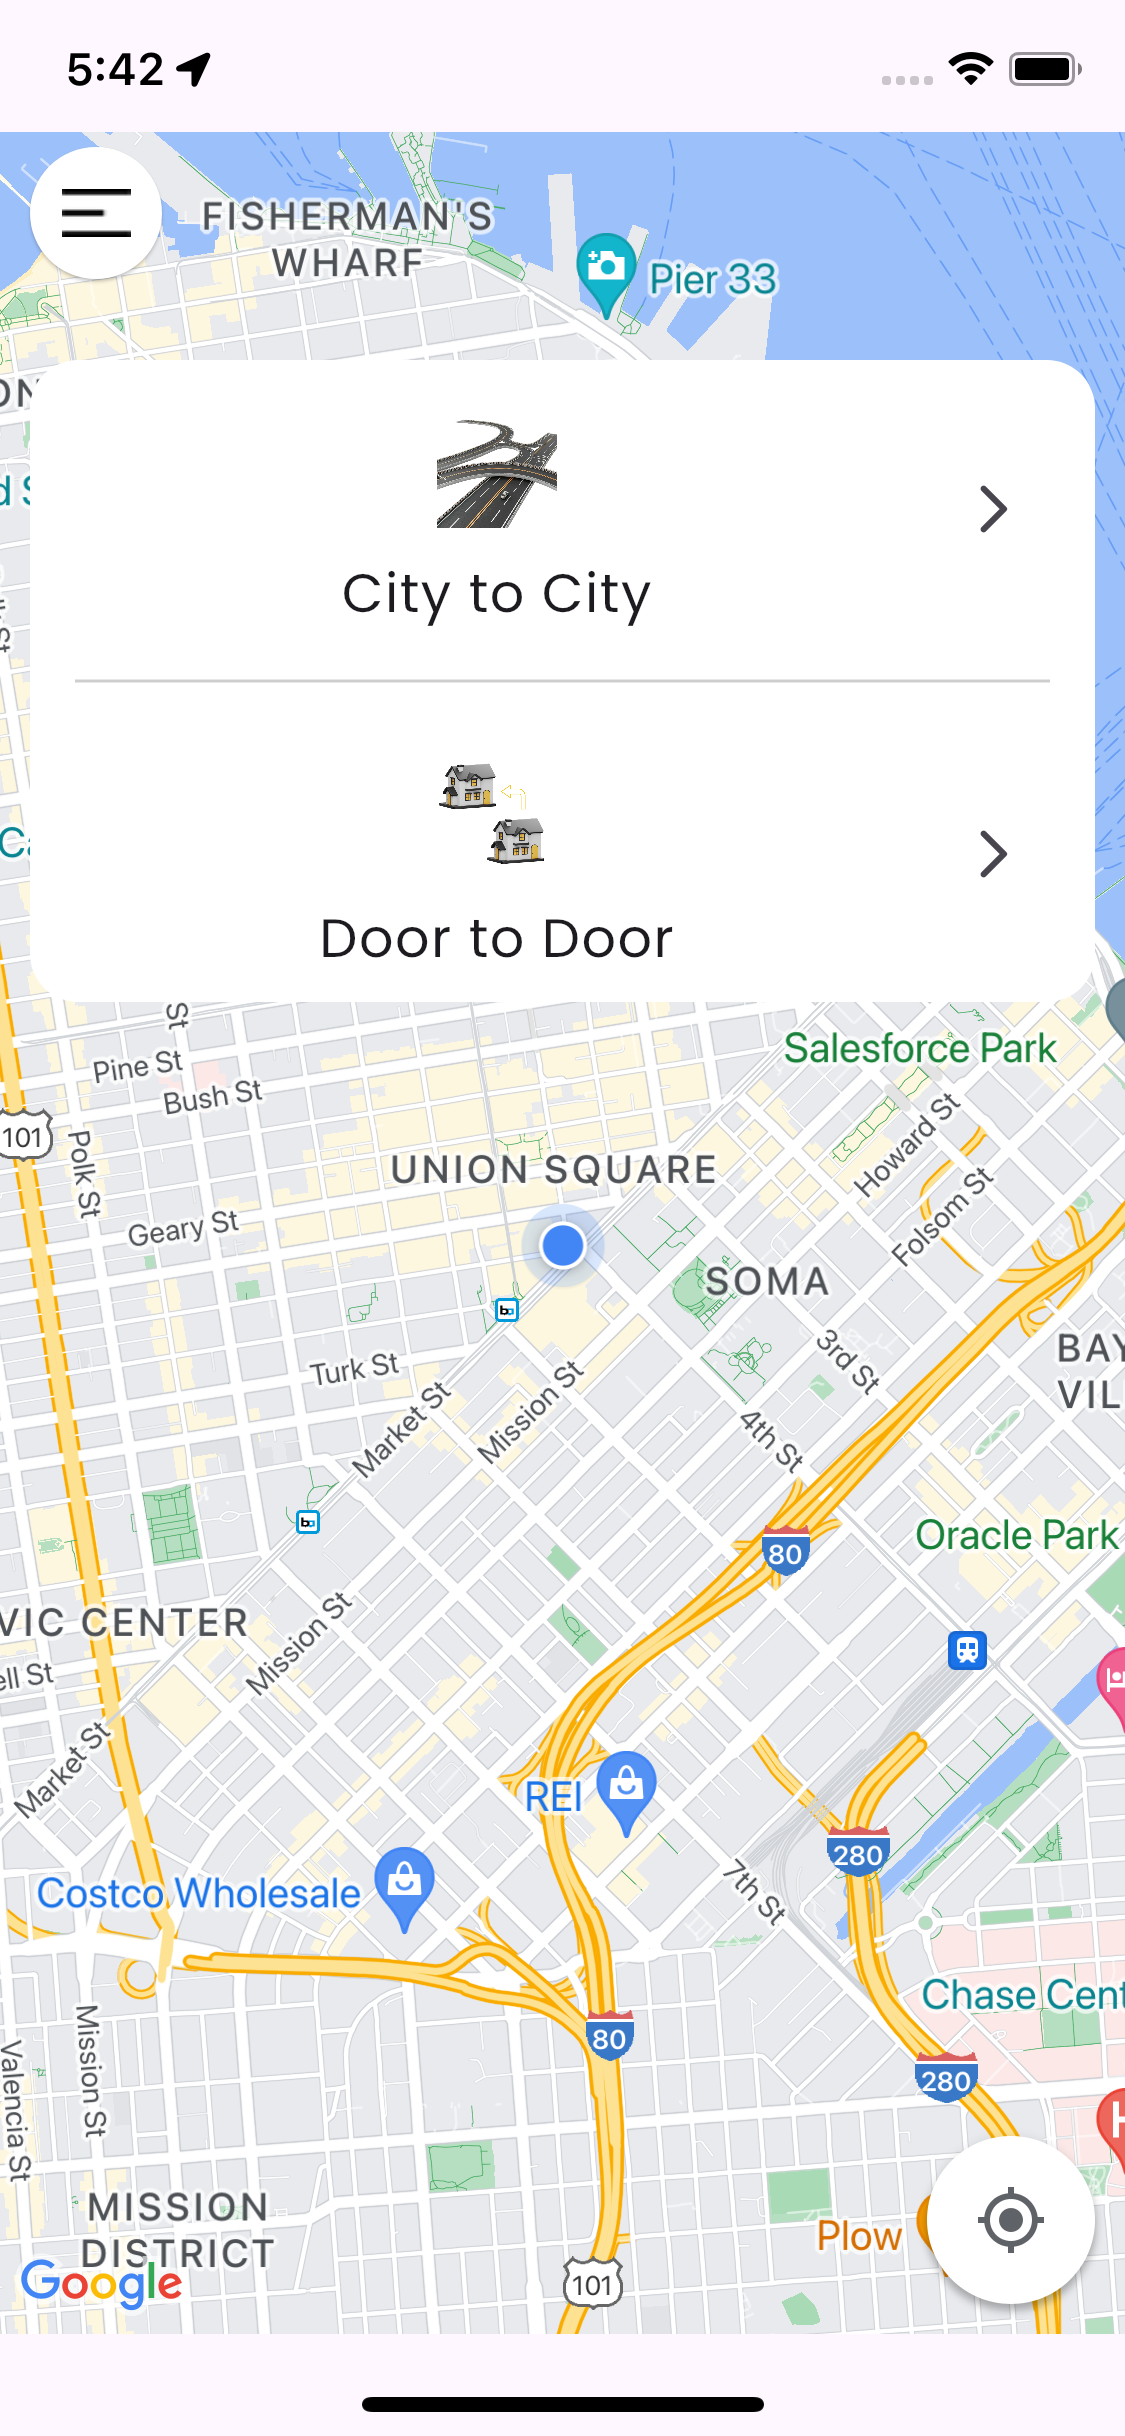 5:42
FISHERMAN'S
WHARF
Pier 33
City to City
Door to Door
St
Pine St
Bush St
Salesforce Park
Howard St
101
Polk St
UNION SQUARE
Geary St
Folsom St
SOMA
3rd St
BAY
VIL
Turk St
Market St
Mission St
4th St
80
Oracle Park
VIC CENTER
Mission St
ell St
Market St
REI
280
Costco Wholesale
7th St
Chase Cent
Mission St
80
Valencia St
280
H
MISSION
DISTRICT
Plow
Google
101